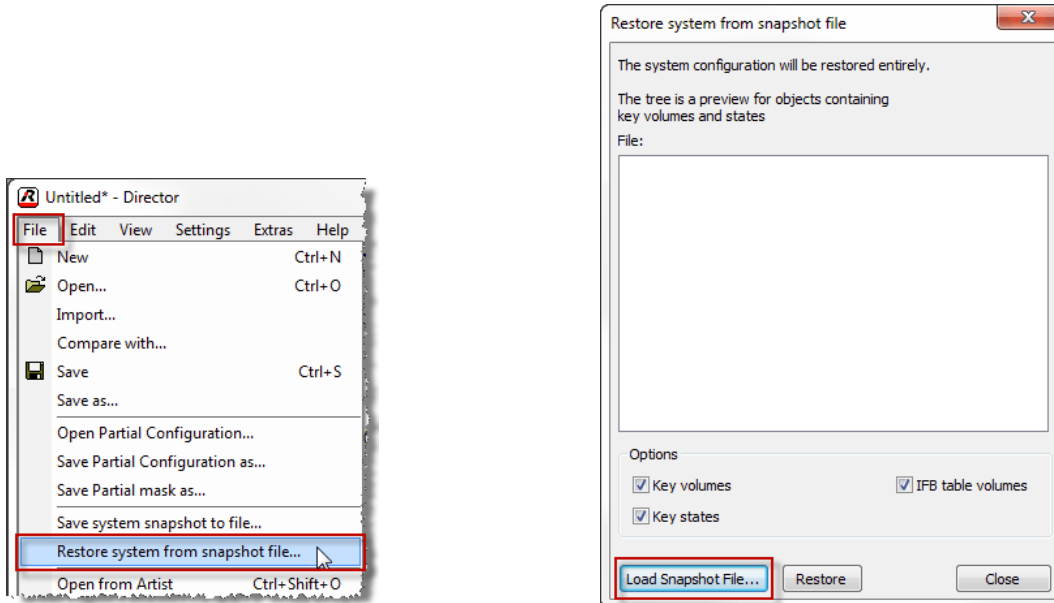 Untitled* - Director
File Edit View Settings Extras Help
New Ctrl+N
Open... Ctrl+O
Import...
Compare with...
Save Ctrl+S
Save as...
Open Partial Configuration...
Save Partial Configuration as...
Save Partial mask as...
Save system snapshot to file...
Restore system from snapshot file...
Open from Artist Ctrl+Shift+O
Restore system from snapshot file
The system configuration will be restored entirely.
The tree is a preview for objects containing
key volumes and states
File:
Options
Key volumes IFB table volumes
Key states
Load Snapshot File... Restore Close